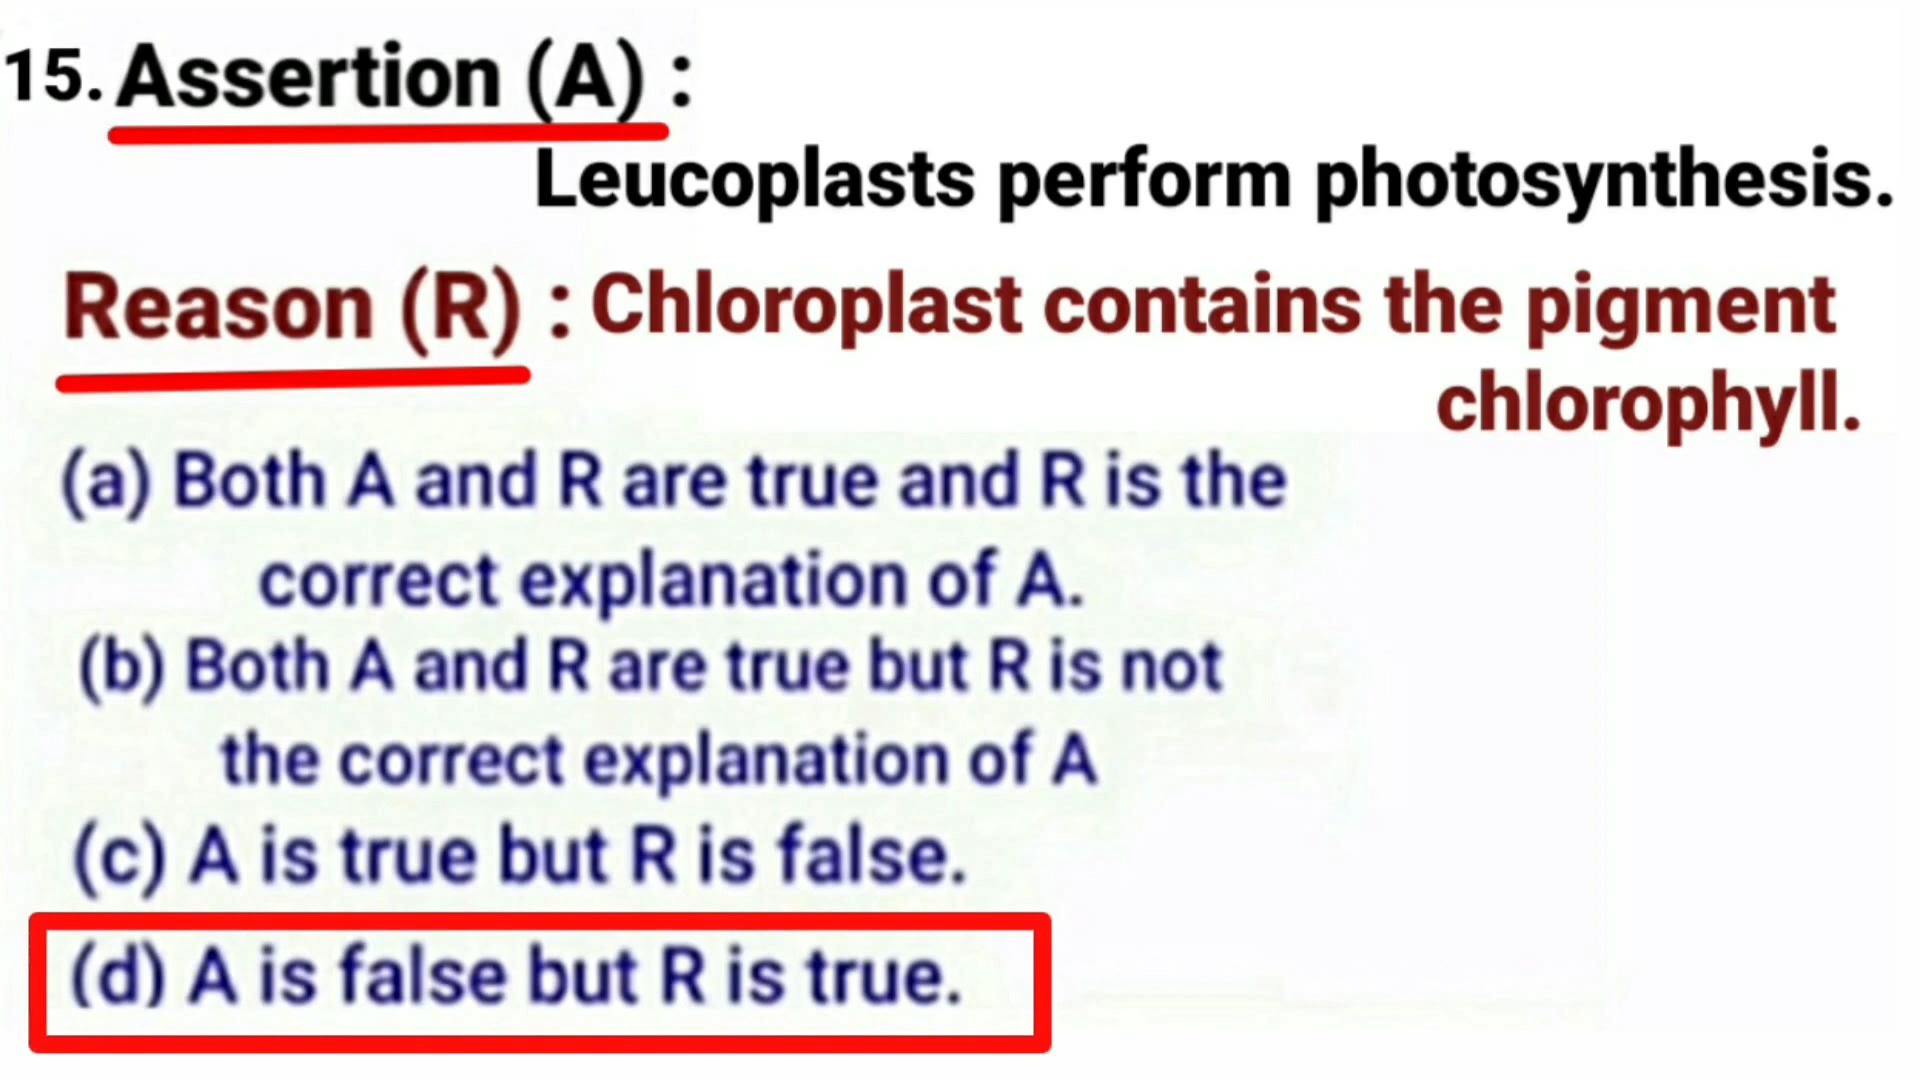 15. Assertion (A) :
Leucoplasts perform photosynthesis.
Reason (R) : Chloroplast contains the pigment
chlorophyll.
(a) Both A and R are true and R is the
correct explanation of A.
(b) Both A and R are true but R is not
the correct explanation of A
(c) A is true but R is false.
(d) A is false but R is true.